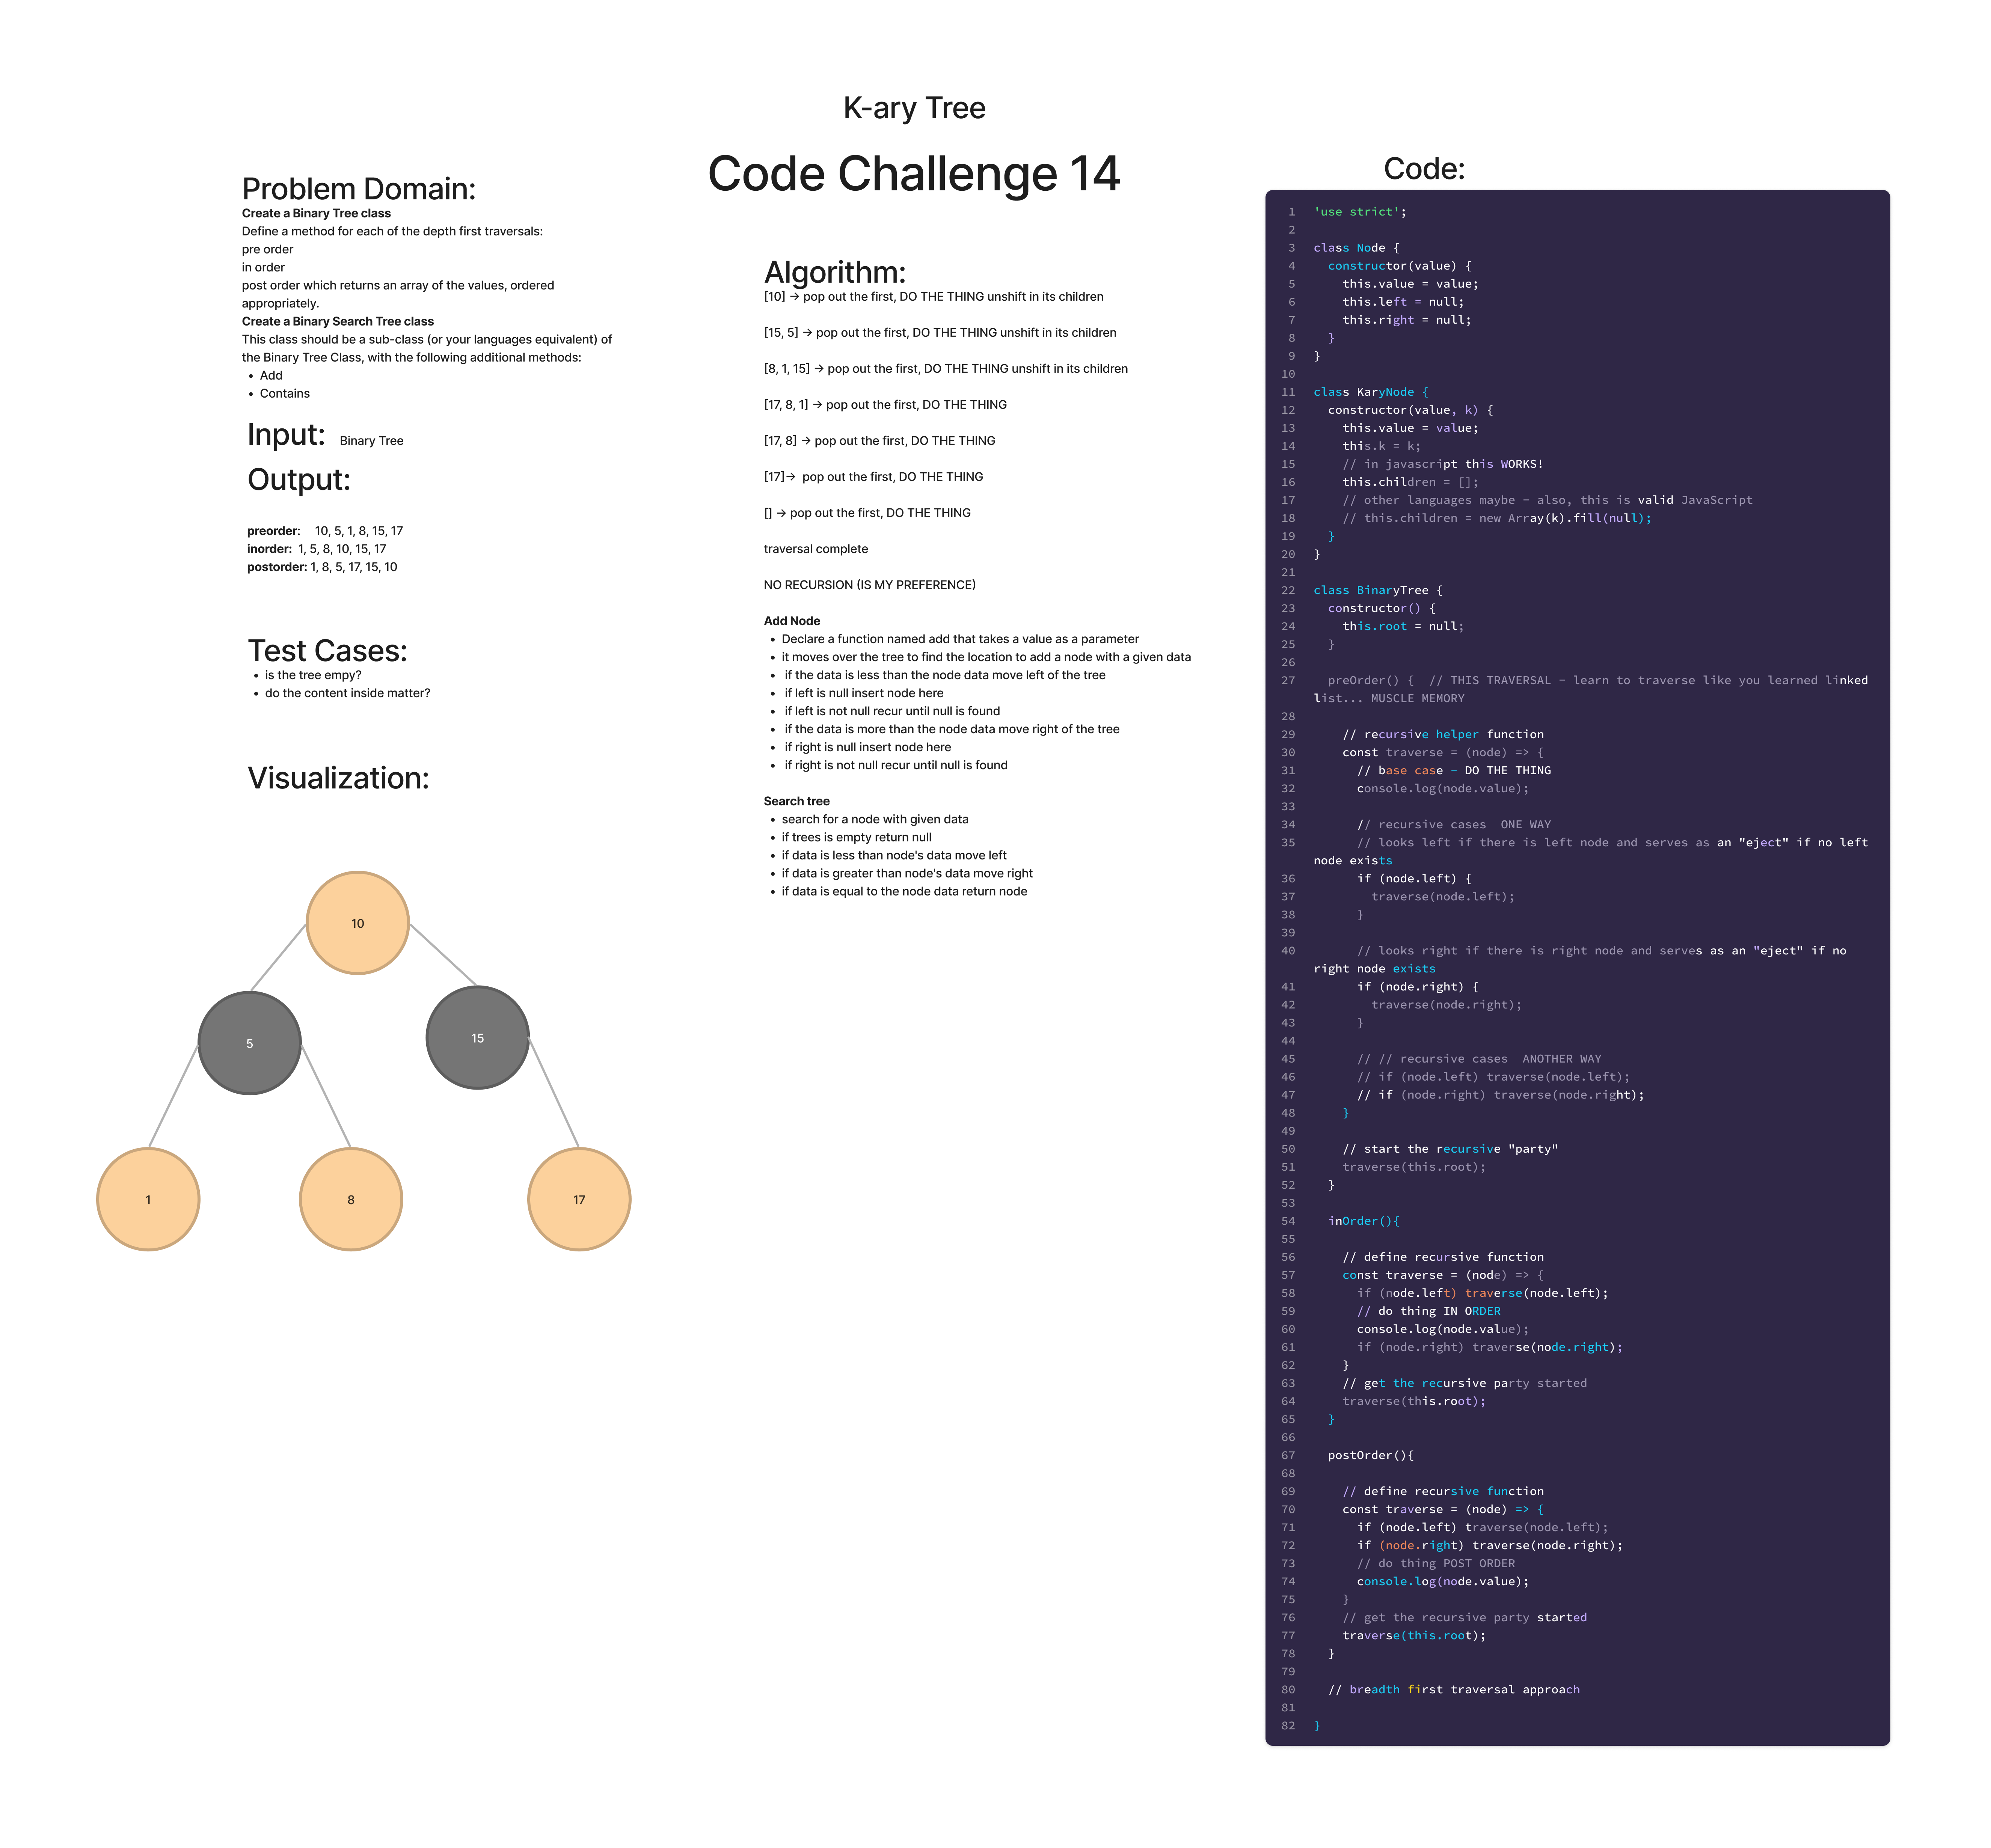 K-ary Tree
Code Challenge 14
Problem Domain:
Create a Binary Tree class
Define a method for each of the depth first traversals:
pre order
in order
post order which returns an array of the values, ordered
appropriately.
Create a Binary Search Tree class
This class should be a sub-class (or your languages equivalent) of
the Binary Tree Class, with the following additional methods:
• Add
• Contains
Input: Binary Tree
Output:
preorder: 10, 5, 1, 8, 15, 17
inorder: 1, 5, 8, 10, 15, 17
postorder: 1, 8, 5, 17, 15, 10
Test Cases:
• is the tree empy?
• do the content inside matter?
Visualization:
10
5
15
1
8
17
Algorithm:
[10] → pop out the first, DO THE THING unshift in its children
[15, 5] → pop out the first, DO THE THING unshift in its children
[8, 1, 15] → pop out the first, DO THE THING unshift in its children
[17, 8, 1] → pop out the first, DO THE THING
[17, 8] → pop out the first, DO THE THING
[17]→ pop out the first, DO THE THING
[] → pop out the first, DO THE THING
traversal complete
NO RECURSION (IS MY PREFERENCE)
Add Node
• Declare a function named add that takes a value as a parameter
• it moves over the tree to find the location to add a node with a given data
• if the data is less than the node data move left of the tree
• if left is null insert node here
• if left is not null recur until null is found
• if the data is more than the node data move right of the tree
• if right is null insert node here
• if right is not null recur until null is found
Search tree
• search for a node with given data
• if trees is empty return null
• if data is less than node's data move left
• if data is greater than node's data move right
• if data is equal to the node data return node
Code:
1 'use strict';
2
3 class Node {
4   constructor(value) {
5     this.value = value;
6     this.left = null;
7     this.right = null;
8   }
9 }
10
11 class KaryNode {
12   constructor(value, k) {
13     this.value = value;
14     this.k = k;
15     // in javascript this WORKS!
16     this.children = [];
17     // other languages maybe - also, this is valid JavaScript
18     // this.children = new Array(k).fill(null);
19   }
20 }
21
22 class BinaryTree {
23   constructor() {
24     this.root = null;
25   }
26
27   preOrder() {  // THIS TRAVERSAL - learn to traverse like you learned linked
list... MUSCLE MEMORY
28
29     // recursive helper function
30     const traverse = (node) => {
31       // base case - DO THE THING
32       console.log(node.value);
33
34       // recursive cases  ONE WAY
35       // looks left if there is left node and serves as an "eject" if no left
node exists
36       if (node.left) {
37         traverse(node.left);
38       }
39
40       // looks right if there is right node and serves as an "eject" if no
right node exists
41       if (node.right) {
42         traverse(node.right);
43       }
44
45       // // recursive cases  ANOTHER WAY
46       // if (node.left) traverse(node.left);
47       // if (node.right) traverse(node.right);
48     }
49
50     // start the recursive "party"
51     traverse(this.root);
52   }
53
54   inOrder(){
55
56     // define recursive function
57     const traverse = (node) => {
58       if (node.left) traverse(node.left);
59       // do thing IN ORDER
60       console.log(node.value);
61       if (node.right) traverse(node.right);
62     }
63     // get the recursive party started
64     traverse(this.root);
65   }
66
67   postOrder(){
68
69     // define recursive function
70     const traverse = (node) => {
71       if (node.left) traverse(node.left);
72       if (node.right) traverse(node.right);
73       // do thing POST ORDER
74       console.log(node.value);
75     }
76     // get the recursive party started
77     traverse(this.root);
78   }
79
80   // breadth first traversal approach
81
82 }